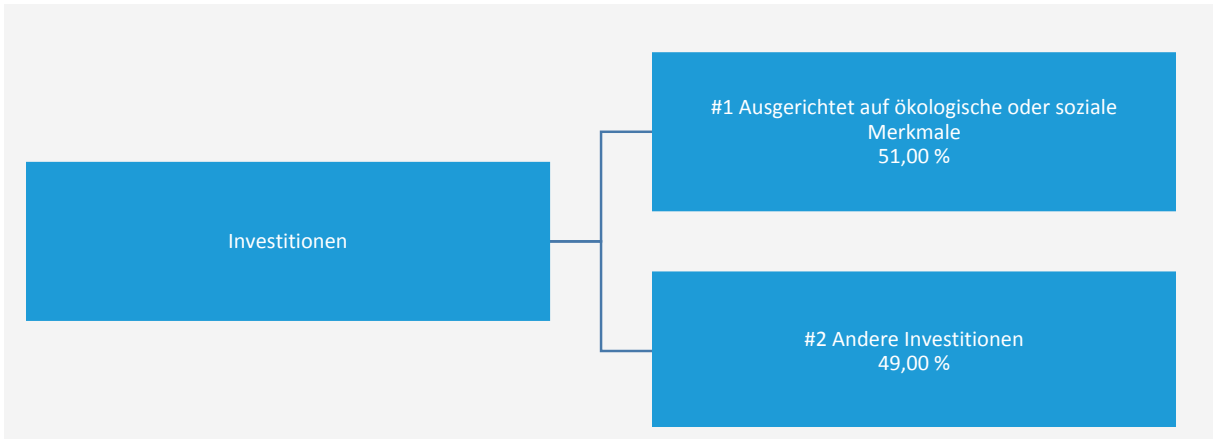 Investitionen
#1 Ausgerichtet auf ökologische oder soziale
Merkmale
51,00 %
#2 Andere Investitionen
49,00 %